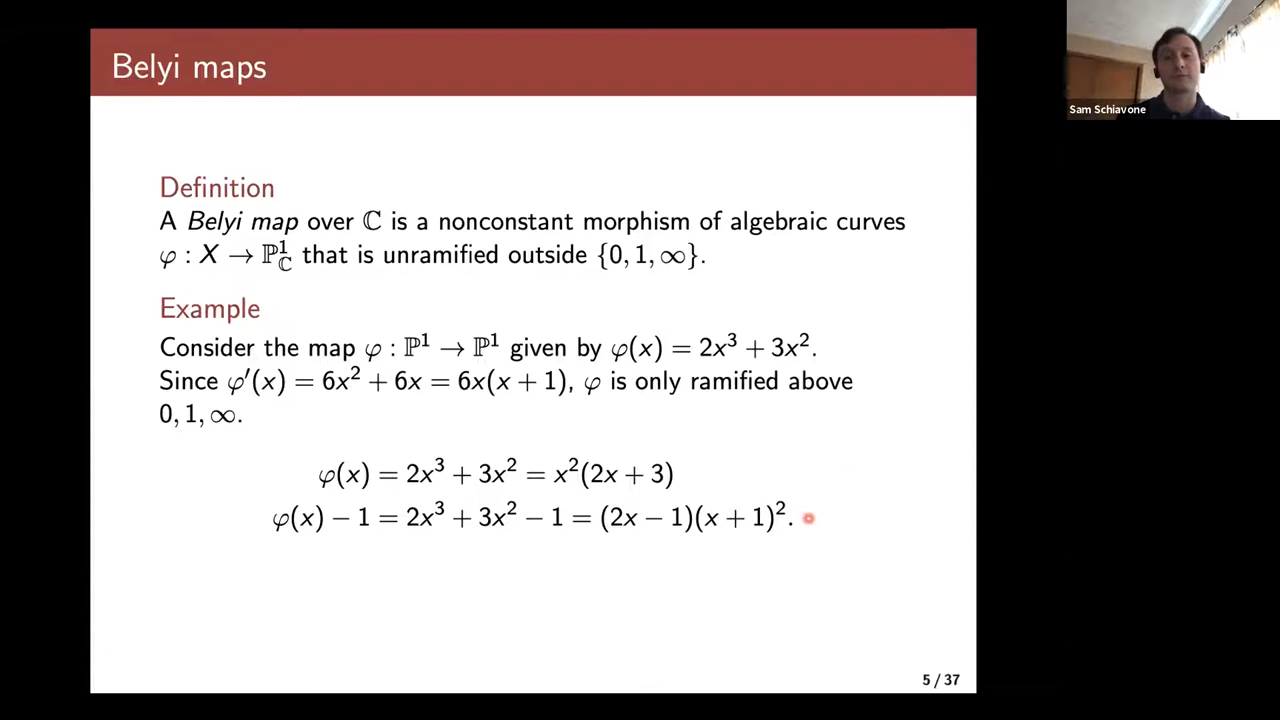 Belyi maps
Sam Schiavone
Definition
A Belyi map over ℂ is a nonconstant morphism of algebraic curves
φ : X → ℙ¹_ℂ that is unramified outside {0, 1, ∞}.
Example
Consider the map φ : ℙ¹ → ℙ¹ given by φ(x) = 2x³ + 3x².
Since φ′(x) = 6x² + 6x = 6x(x + 1), φ is only ramified above
0, 1, ∞.
φ(x) = 2x³ + 3x² = x²(2x + 3)
φ(x) − 1 = 2x³ + 3x² − 1 = (2x − 1)(x + 1)².
5 / 37